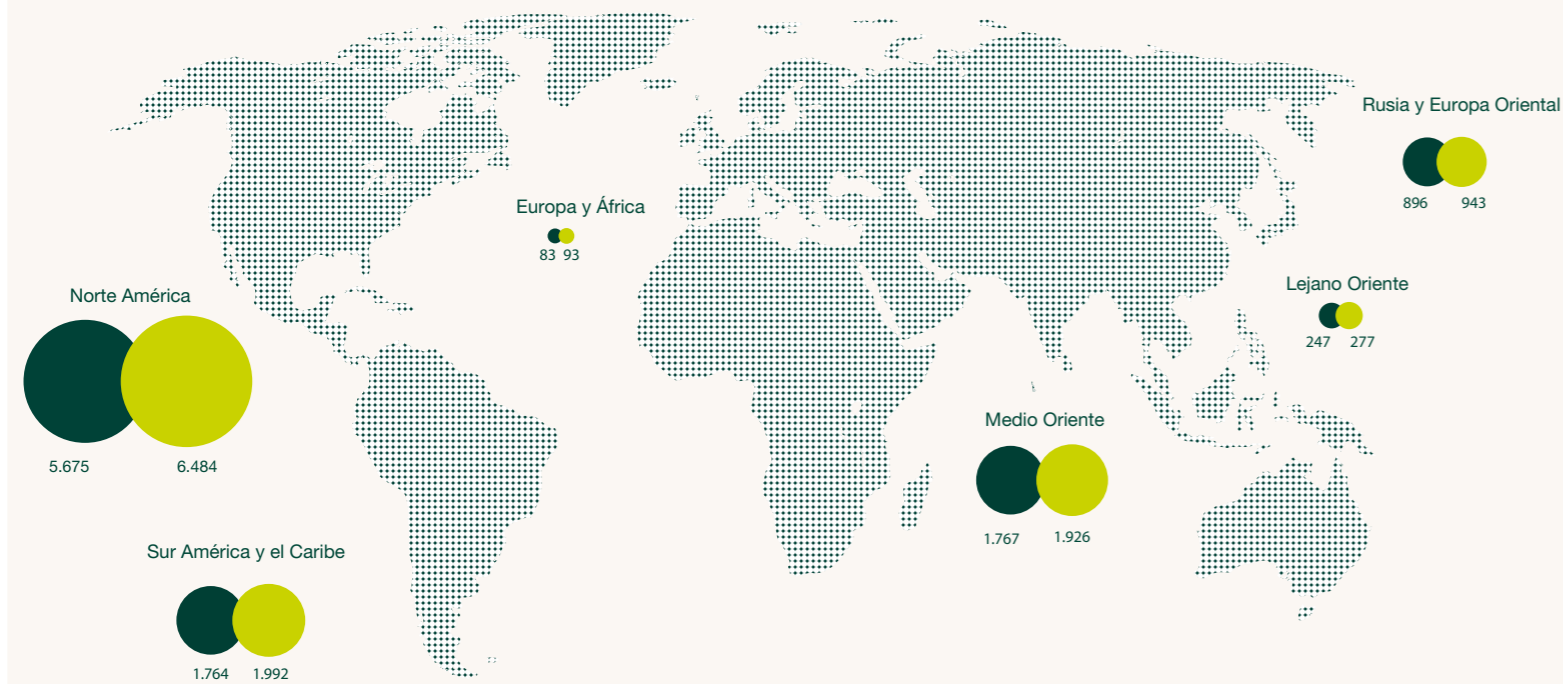 Rusia y Europa Oriental
896 943
Europa y África
83 93
Lejano Oriente
247 277
Norte América
5.675 6.484
Medio Oriente
1.767 1.926
Sur América y el Caribe
1.764 1.992